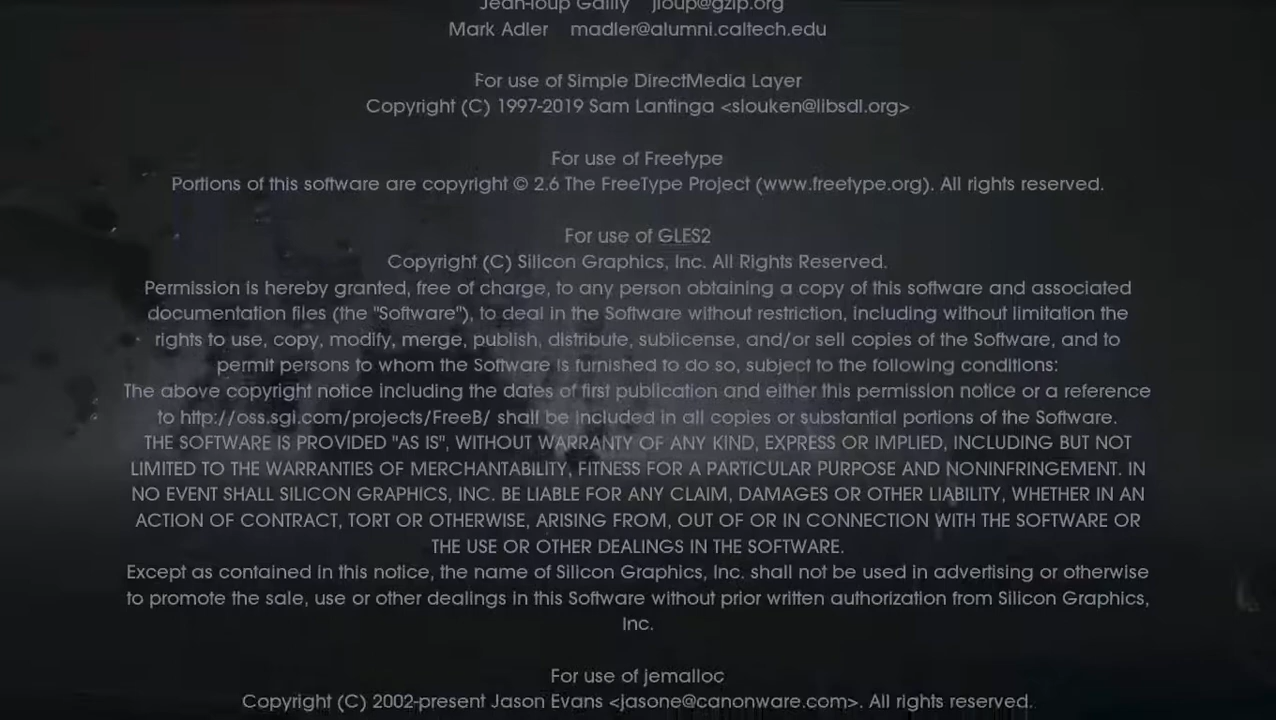 Jean-loup Gailly    jloup@gzip.org
Mark Adler    madler@alumni.caltech.edu
For use of Simple DirectMedia Layer
Copyright (C) 1997-2019 Sam Lantinga <slouken@libsdl.org>
For use of Freetype
Portions of this software are copyright © 2.6 The FreeType Project (www.freetype.org). All rights reserved.
For use of GLES2
Copyright (C) Silicon Graphics, Inc. All Rights Reserved.
Permission is hereby granted, free of charge, to any person obtaining a copy of this software and associated
documentation files (the "Software"), to deal in the Software without restriction, including without limitation the
rights to use, copy, modify, merge, publish, distribute, sublicense, and/or sell copies of the Software, and to
permit persons to whom the Software is furnished to do so, subject to the following conditions:
The above copyright notice including the dates of first publication and either this permission notice or a reference
to http://oss.sgi.com/projects/FreeB/ shall be included in all copies or substantial portions of the Software.
THE SOFTWARE IS PROVIDED "AS IS", WITHOUT WARRANTY OF ANY KIND, EXPRESS OR IMPLIED, INCLUDING BUT NOT
LIMITED TO THE WARRANTIES OF MERCHANTABILITY, FITNESS FOR A PARTICULAR PURPOSE AND NONINFRINGEMENT. IN
NO EVENT SHALL SILICON GRAPHICS, INC. BE LIABLE FOR ANY CLAIM, DAMAGES OR OTHER LIABILITY, WHETHER IN AN
ACTION OF CONTRACT, TORT OR OTHERWISE, ARISING FROM, OUT OF OR IN CONNECTION WITH THE SOFTWARE OR
THE USE OR OTHER DEALINGS IN THE SOFTWARE.
Except as contained in this notice, the name of Silicon Graphics, Inc. shall not be used in advertising or otherwise
to promote the sale, use or other dealings in this Software without prior written authorization from Silicon Graphics,
Inc.
For use of jemalloc
Copyright (C) 2002-present Jason Evans <jasone@canonware.com>. All rights reserved.